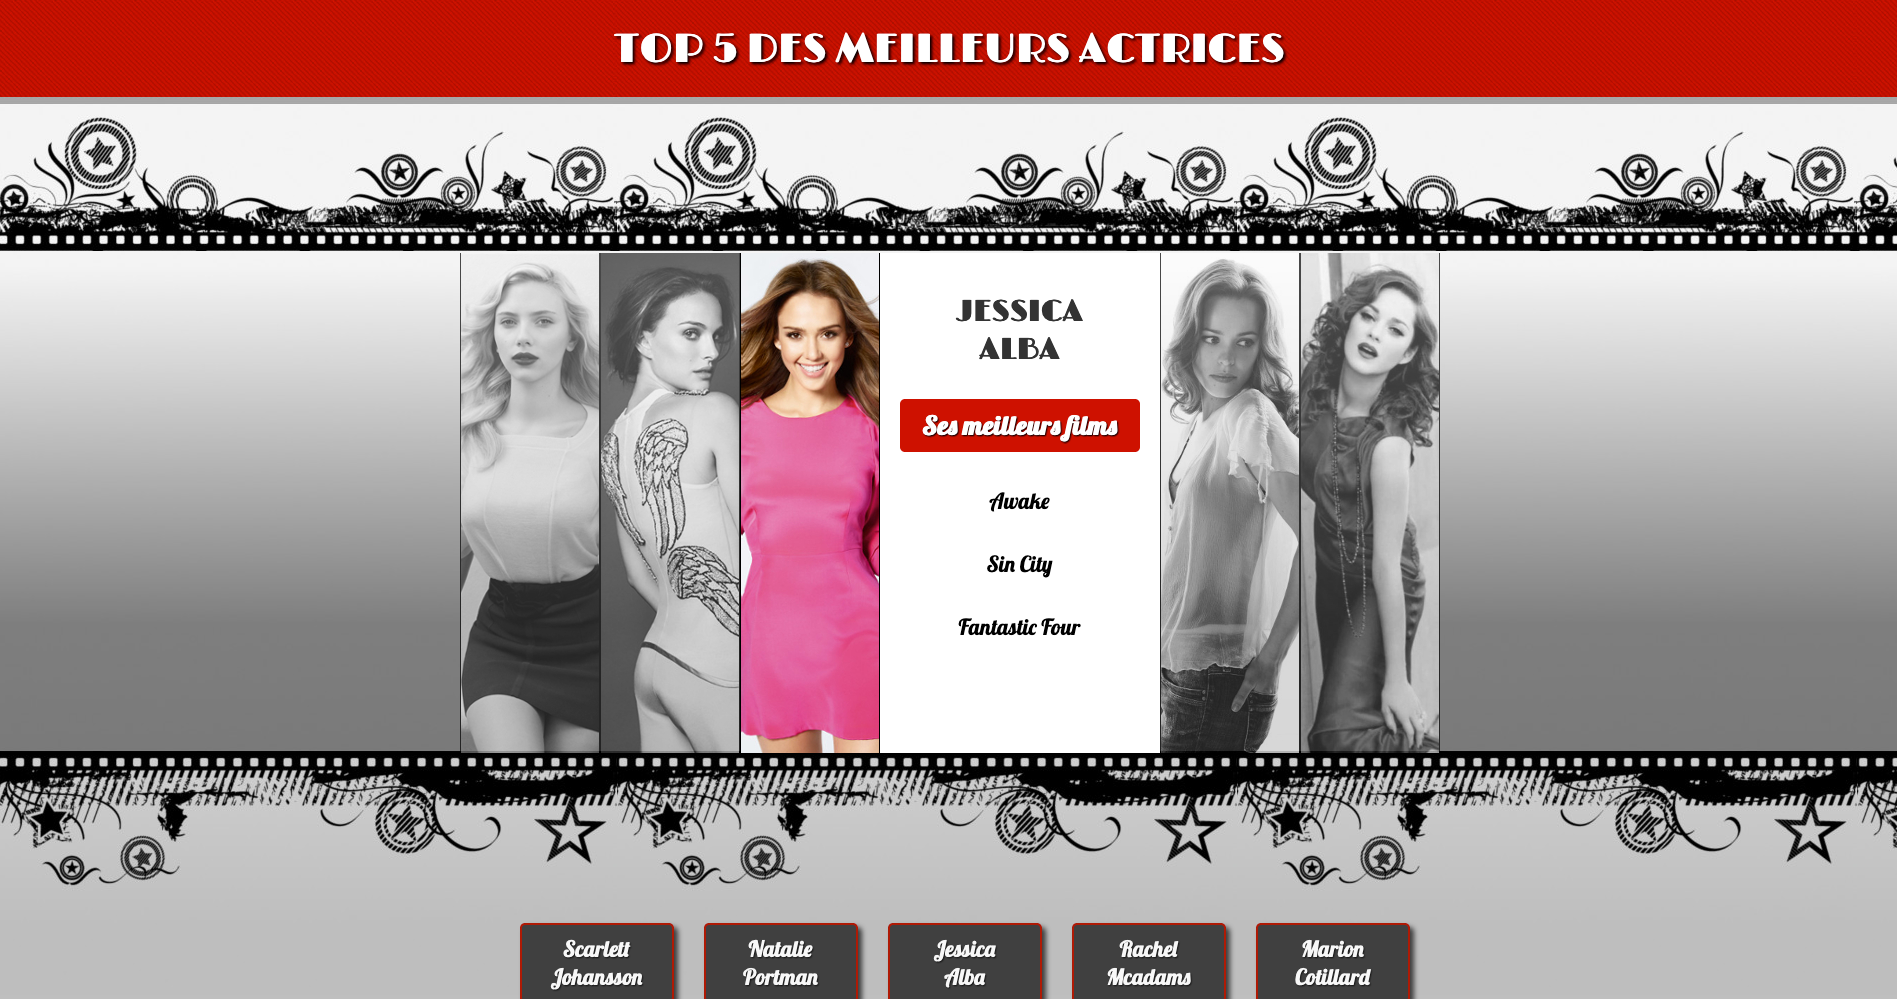 TOP 5 DES MEILLEURS ACTRICES
JESSICA
ALBA
Ses meilleurs films
Awake
Sin City
Fantastic Four
Scarlett
Johansson
Natalie
Portman
Jessica
Alba
Rachel
Mcadams
Marion
Cotillard